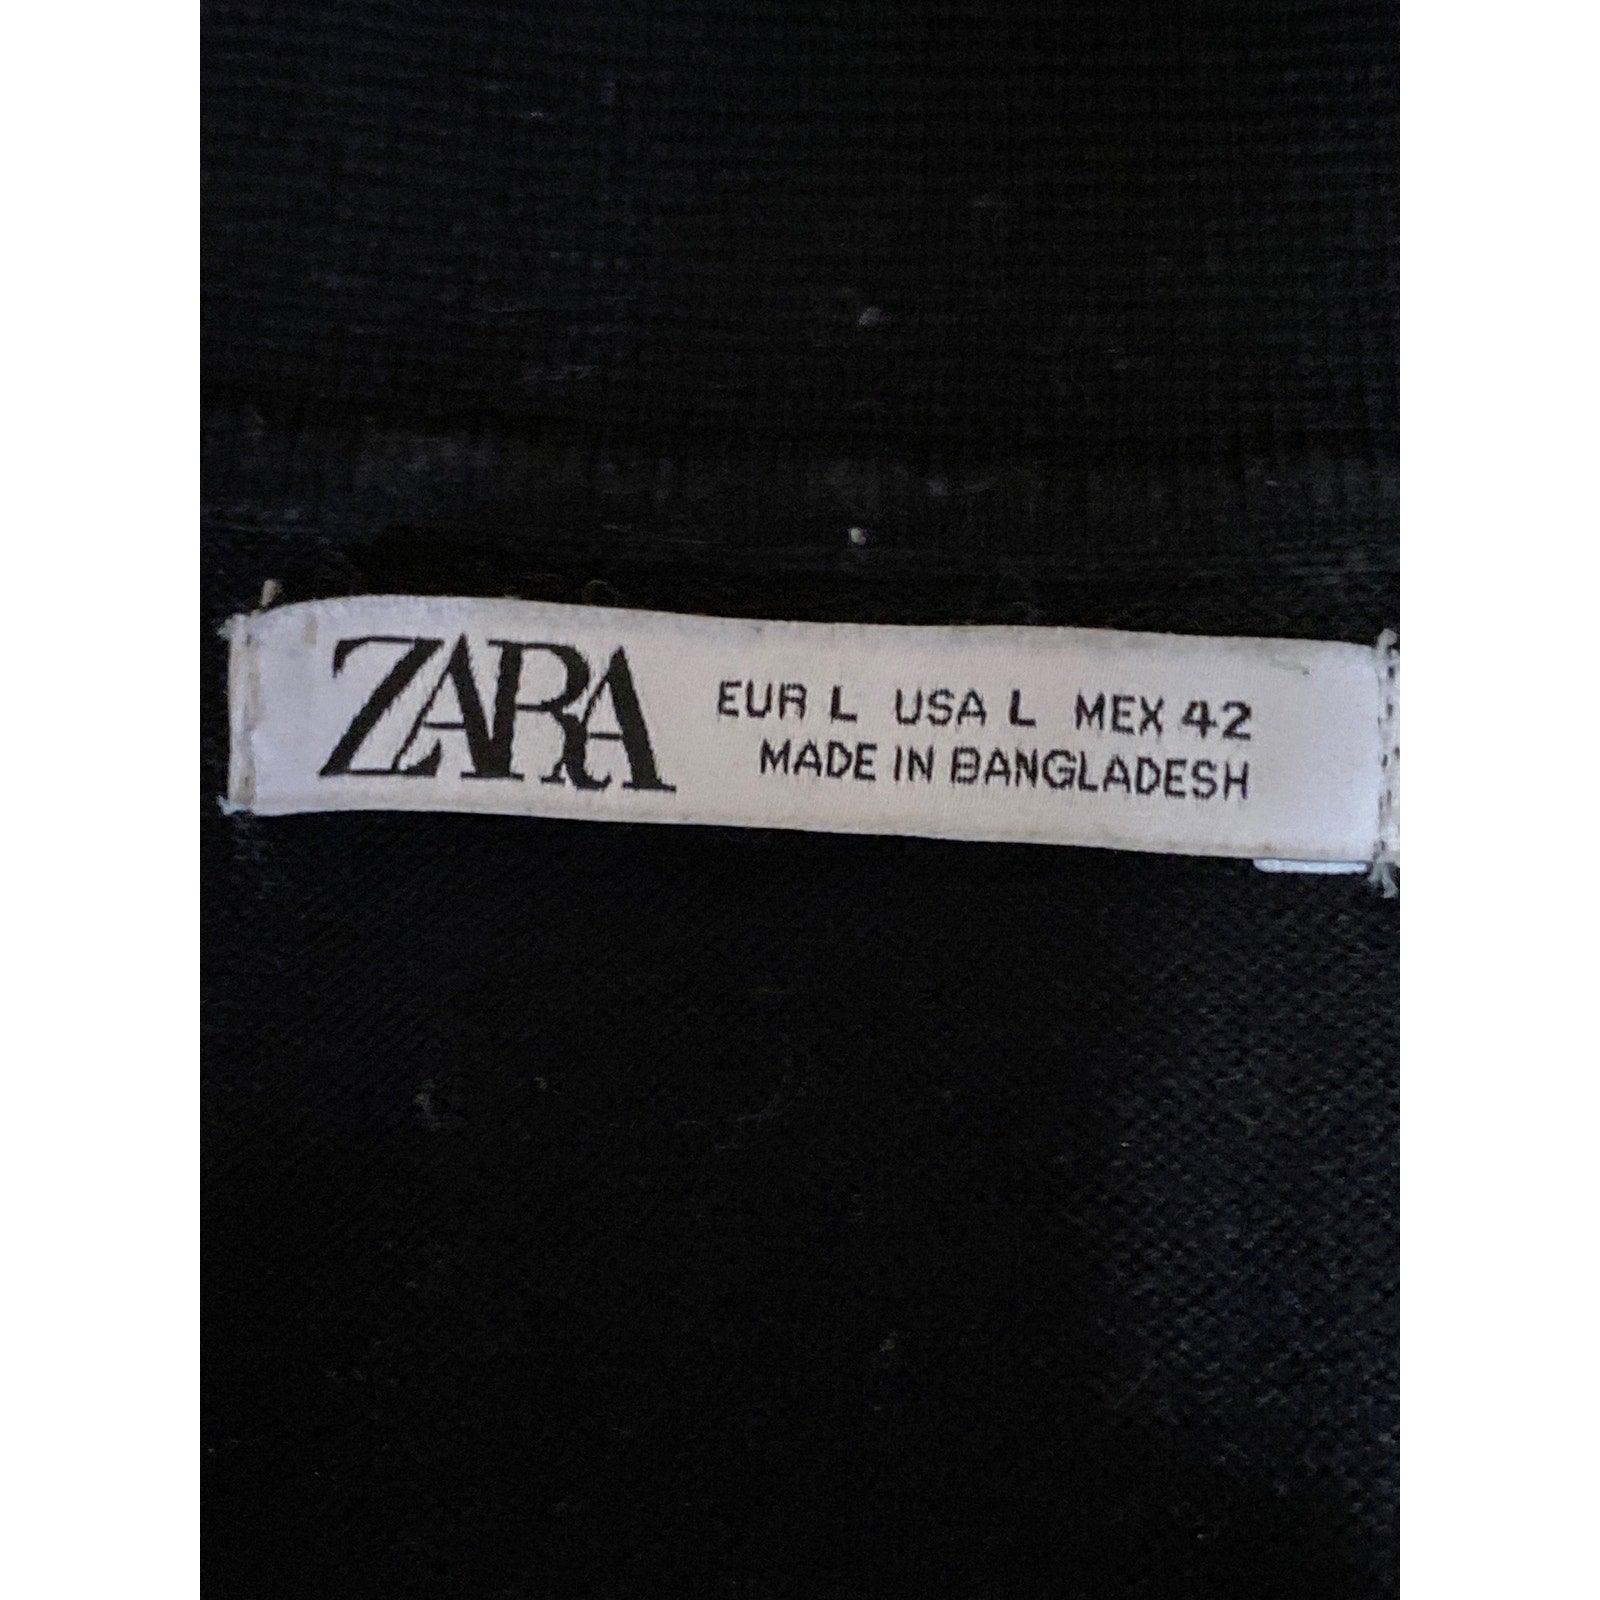 ZARA
EUR L USA L MEX 42
MADE IN BANGLADESH